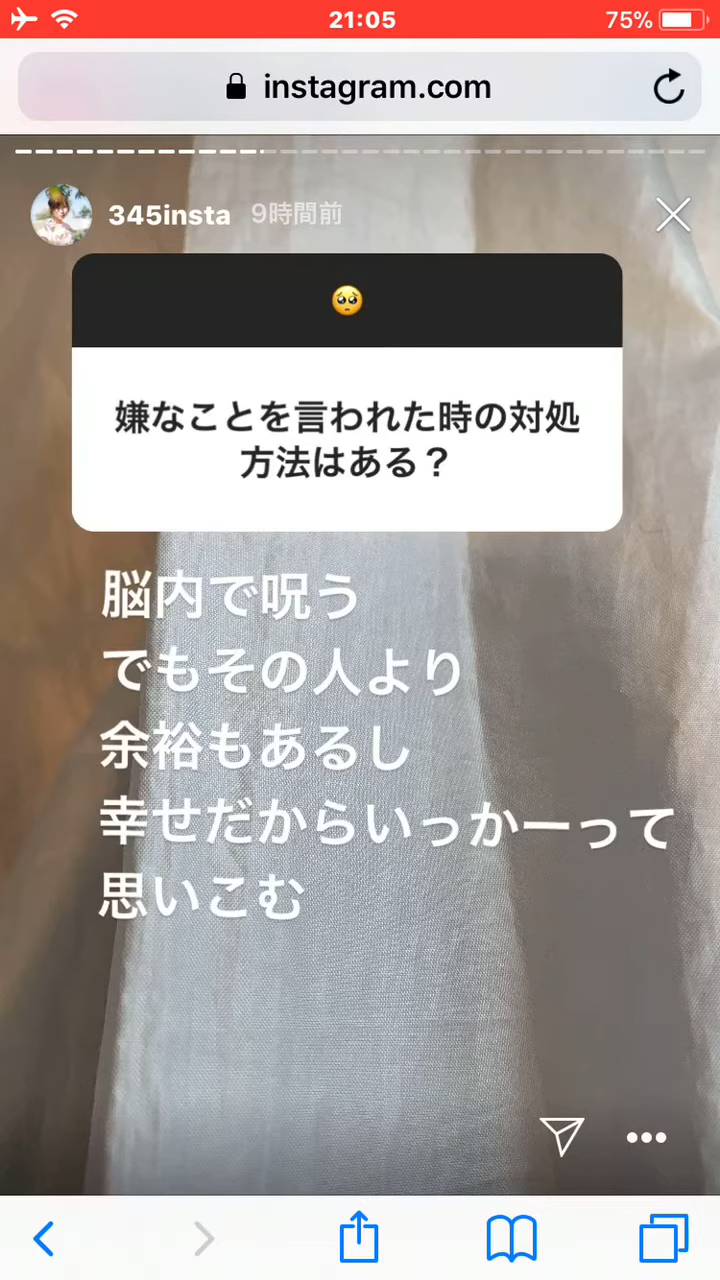 21:05
75%
instagram.com
345insta 9時間前
🥺
嫌なことを言われた時の対処
方法はある？
脳内で呪う
でもその人より
余裕もあるし
幸せだからいっかーって
思いこむ